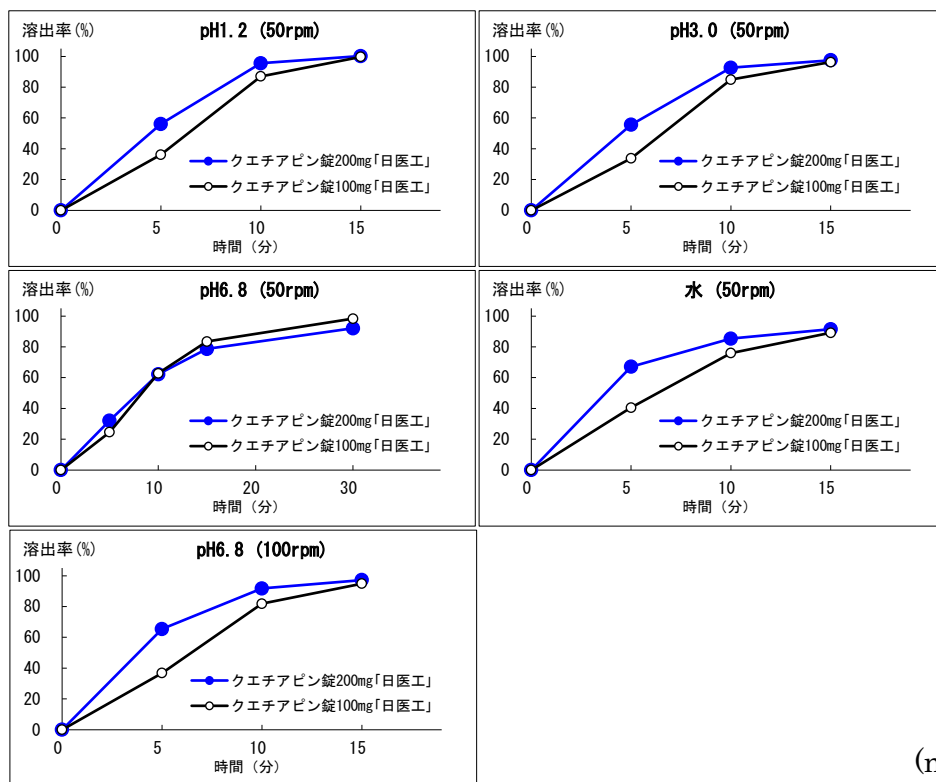 溶出率(%)
pH1.2 (50rpm)
100
80
60
40
20
0
クエチアピン錠200mg「日医工」
クエチアピン錠100mg「日医工」
0 5 10 15
時間（分）
溶出率(%)
pH3.0 (50rpm)
100
80
60
40
20
0
クエチアピン錠200mg「日医工」
クエチアピン錠100mg「日医工」
0 5 10 15
時間（分）
溶出率(%)
pH6.8 (50rpm)
100
80
60
40
20
0
クエチアピン錠200mg「日医工」
クエチアピン錠100mg「日医工」
0 10 20 30
時間（分）
溶出率(%)
水 (50rpm)
100
80
60
40
20
0
クエチアピン錠200mg「日医工」
クエチアピン錠100mg「日医工」
0 5 10 15
時間（分）
溶出率(%)
pH6.8 (100rpm)
100
80
60
40
20
0
クエチアピン錠200mg「日医工」
クエチアピン錠100mg「日医工」
0 5 10 15
時間（分）